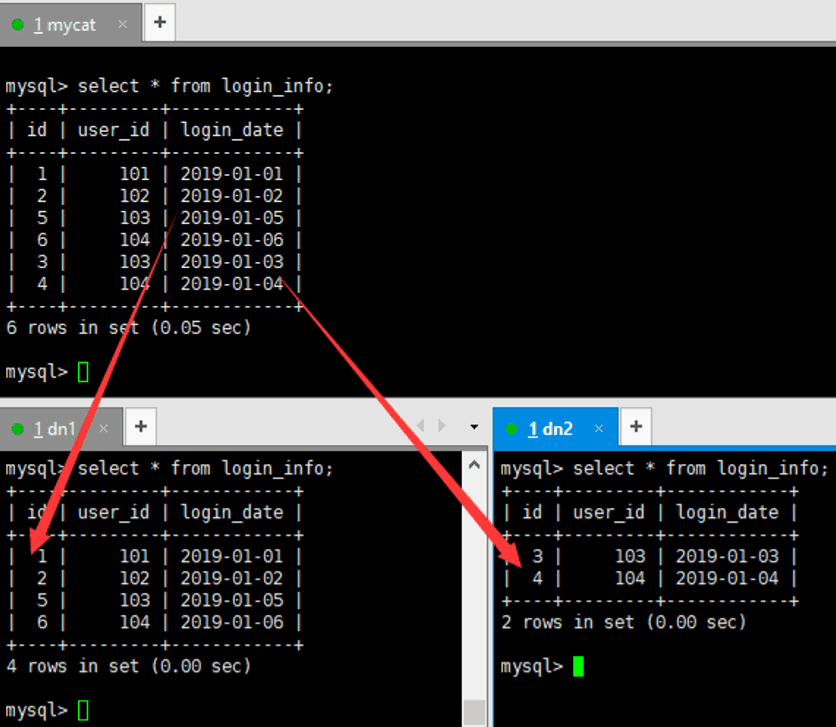 1 mycat × +
mysql> select * from login_info;
+----+---------+------------+
| id | user_id | login_date |
+----+---------+------------+
|  1 |     101 | 2019-01-01 |
|  2 |     102 | 2019-01-02 |
|  5 |     103 | 2019-01-05 |
|  6 |     104 | 2019-01-06 |
|  3 |     103 | 2019-01-03 |
|  4 |     104 | 2019-01-04 |
+----+---------+------------+
6 rows in set (0.05 sec)
mysql>
1 dn1 × +
mysql> select * from login_info;
+----+---------+------------+
| id | user_id | login_date |
+----+---------+------------+
|  1 |     101 | 2019-01-01 |
|  2 |     102 | 2019-01-02 |
|  5 |     103 | 2019-01-05 |
|  6 |     104 | 2019-01-06 |
+----+---------+------------+
4 rows in set (0.00 sec)
mysql>
1 dn2 × +
mysql> select * from login_info;
+----+---------+------------+
| id | user_id | login_date |
+----+---------+------------+
|  3 |     103 | 2019-01-03 |
|  4 |     104 | 2019-01-04 |
+----+---------+------------+
2 rows in set (0.00 sec)
mysql>